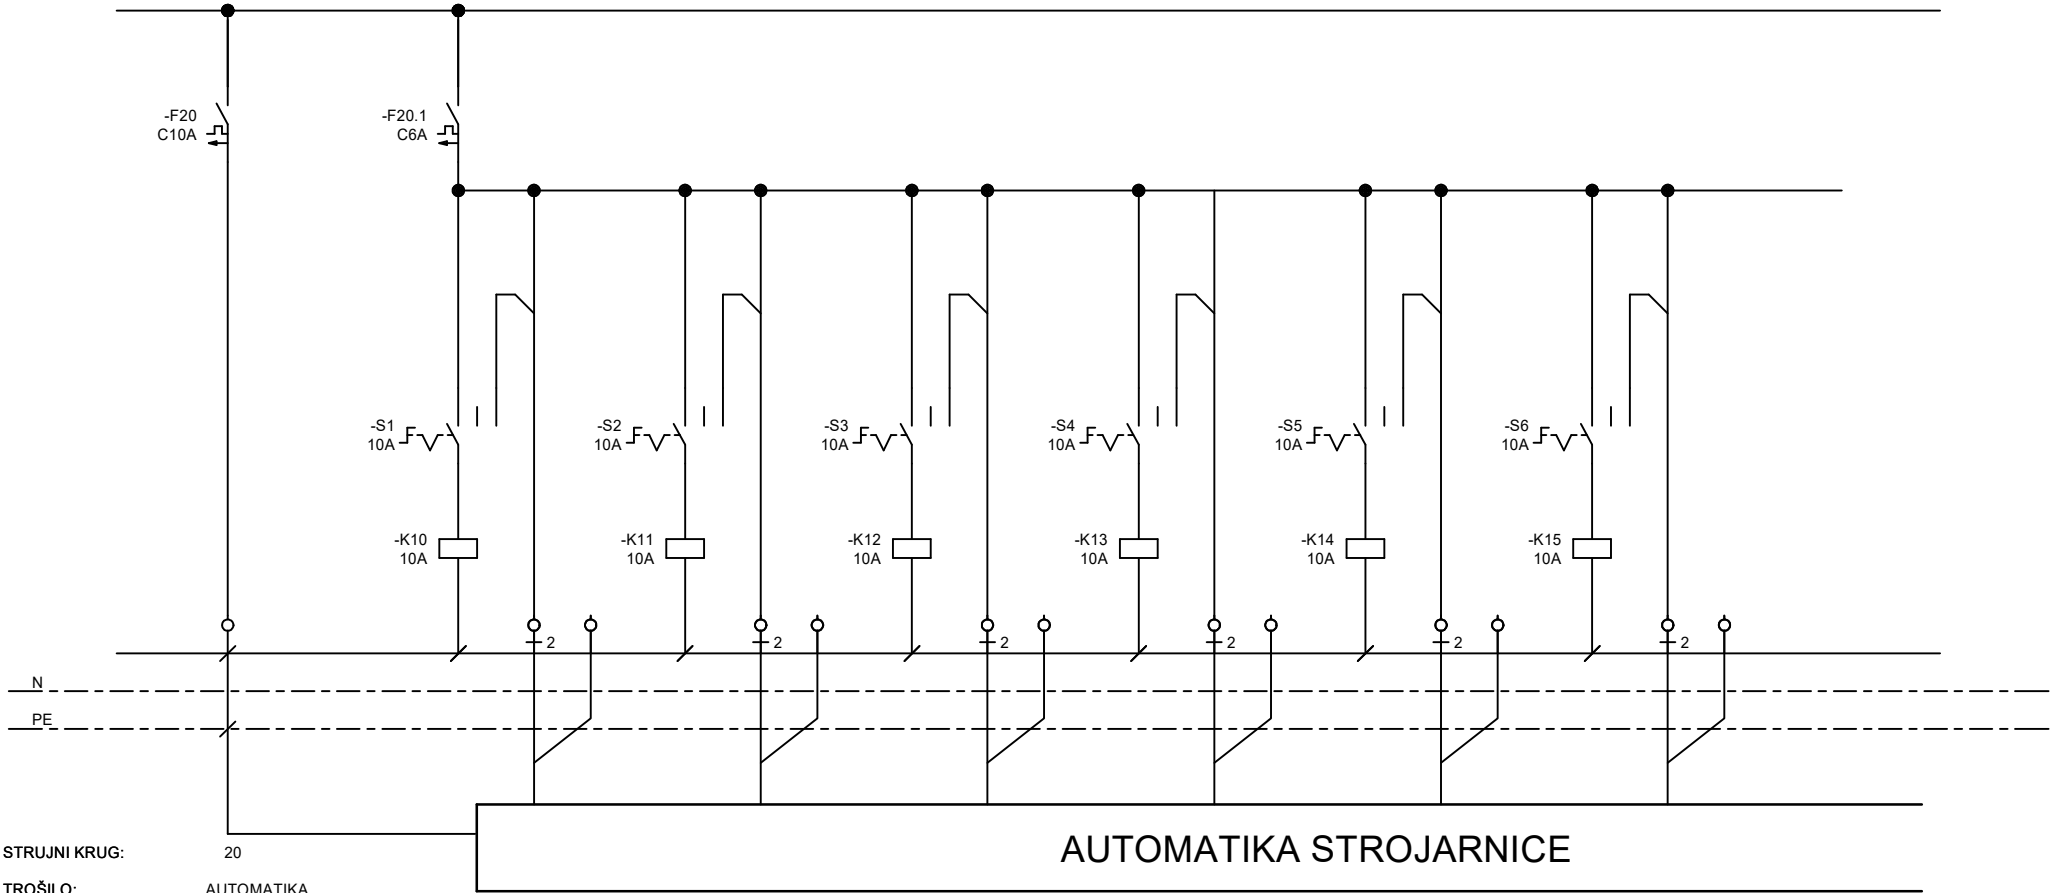 -F20
C10A
-F20.1
C6A
-S1
10A
-S2
10A
-S3
10A
-S4
10A
-S5
10A
-S6
10A
-K10
10A
-K11
10A
-K12
10A
-K13
10A
-K14
10A
-K15
10A
2
2
2
2
2
2
N
PE
AUTOMATIKA STROJARNICE
STRUJNI KRUG: 20
TROŠILO: AUTOMATIKA